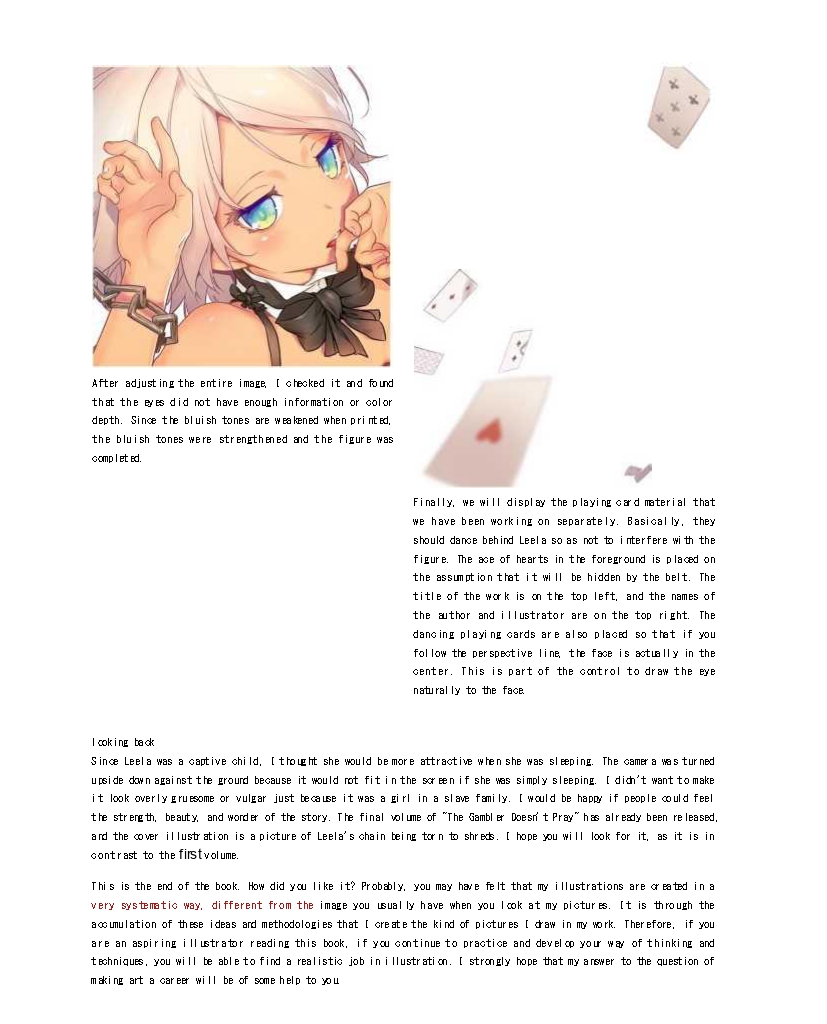 After adjusting the entire image, I checked it and found
that the eyes did not have enough information or color
depth. Since the bluish tones are weakened when printed,
the bluish tones were strengthened and the figure was
completed.
Finally, we will display the playing card material that
we have been working on separately. Basically, they
should dance behind Leela so as not to interfere with the
figure. The ace of hearts in the foreground is placed on
the assumption that it will be hidden by the belt. The
title of the work is on the top left, and the names of
the author and illustrator are on the top right. The
dancing playing cards are also placed so that if you
follow the perspective line, the face is actually in the
center. This is part of the control to draw the eye
naturally to the face.
looking back
Since Leela was a captive child, I thought she would be more attractive when she was sleeping. The camera was turned
upside down against the ground because it would not fit in the screen if she was simply sleeping. I didn't want to make
it look overly gruesome or vulgar just because it was a girl in a slave family. I would be happy if people could feel
the strength, beauty, and wonder of the story. The final volume of "The Gambler Doesn't Pray" has already been released,
and the cover illustration is a picture of Leela's chain being torn to shreds. I hope you will look for it, as it is in
contrast to the first volume.
This is the end of the book. How did you like it? Probably, you may have felt that my illustrations are created in a
very systematic way, different from the image you usually have when you look at my pictures. It is through the
accumulation of these ideas and methodologies that I create the kind of pictures I draw in my work. Therefore, if you
are an aspiring illustrator reading this book, if you continue to practice and develop your way of thinking and
techniques, you will be able to find a realistic job in illustration. I strongly hope that my answer to the question of
making art a career will be of some help to you.